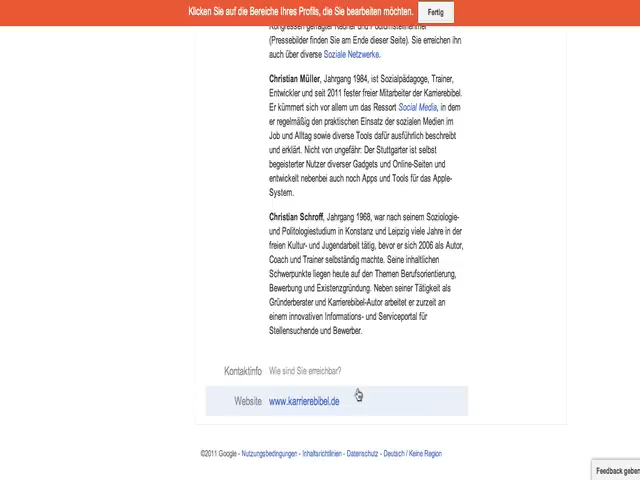 Klicken Sie auf die Bereiche Ihres Profils, die Sie bearbeiten möchten.
Fertig
Kongressen gefragter Redner und Podiumsteilnehmer
(Pressebilder finden Sie am Ende dieser Seite). Sie erreichen ihn
auch über diverse Soziale Netzwerke.
Christian Müller, Jahrgang 1984, ist Sozialpädagoge, Trainer,
Entwickler und seit 2011 fester freier Mitarbeiter der Karrierebibel.
Er kümmert sich vor allem um das Ressort Social Media, in dem
er regelmäßig den praktischen Einsatz der sozialen Medien im
Job und Alltag sowie diverse Tools dafür ausführlich beschreibt
und erklärt. Nicht von ungefähr: Der Stuttgarter ist selbst
begeisterter Nutzer diverser Gadgets und Online-Seiten und
entwickelt nebenbei auch noch Apps und Tools für das Apple-
System.
Christian Schroff, Jahrgang 1968, war nach seinem Soziologie-
und Politologiestudium in Konstanz und Leipzig viele Jahre in der
freien Kultur- und Jugendarbeit tätig, bevor er sich 2006 als Autor,
Coach und Trainer selbständig machte. Seine inhaltlichen
Schwerpunkte liegen heute auf den Themen Berufsorientierung,
Bewerbung und Existenzgründung. Neben seiner Tätigkeit als
Gründerberater und Karrierebibel-Autor arbeitet er zurzeit an
einem innovativen Informations- und Serviceportal für
Stellensuchende und Bewerber.
Kontaktinfo Wie sind Sie erreichbar?
Website www.karrierebibel.de
©2011 Google - Nutzungsbedingungen - Inhaltsrichtlinien - Datenschutz - Deutsch / Keine Region
Feedback geben